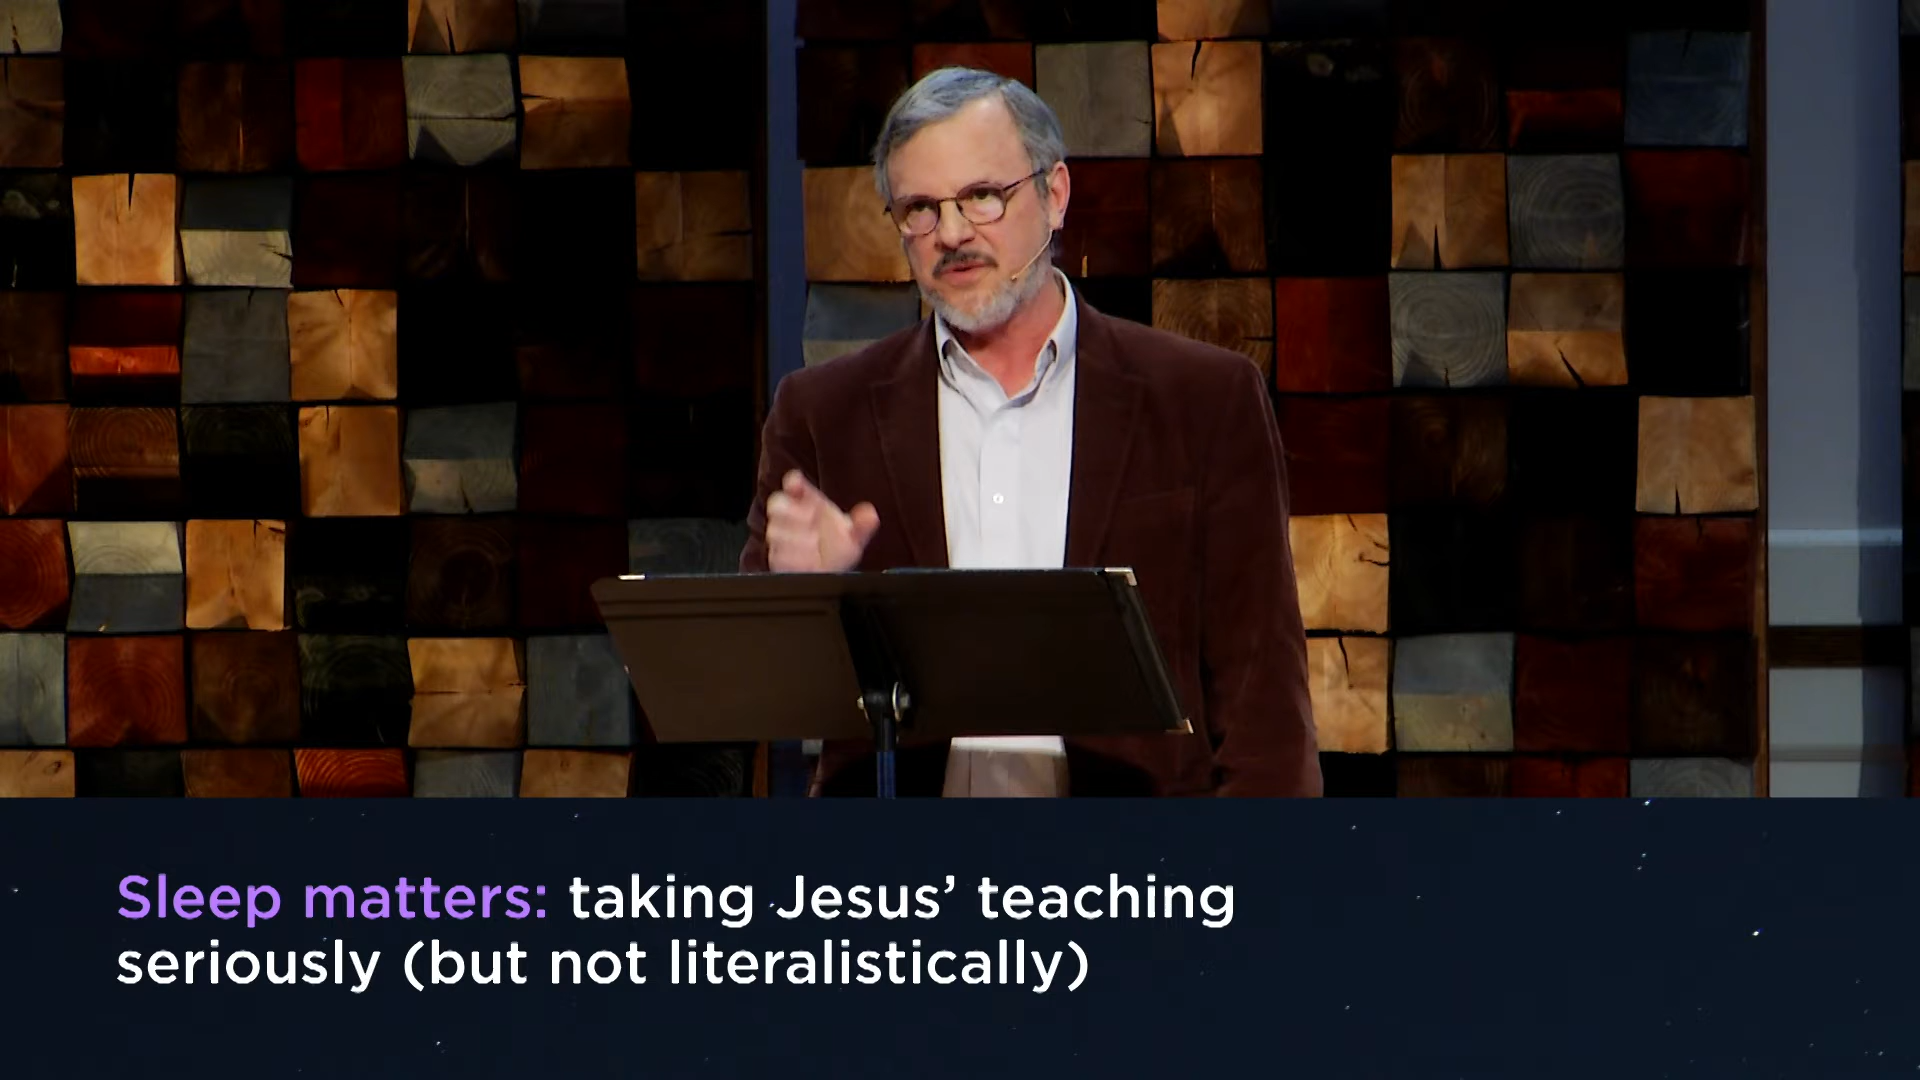 Sleep matters: taking Jesus’ teaching
seriously (but not literalistically)